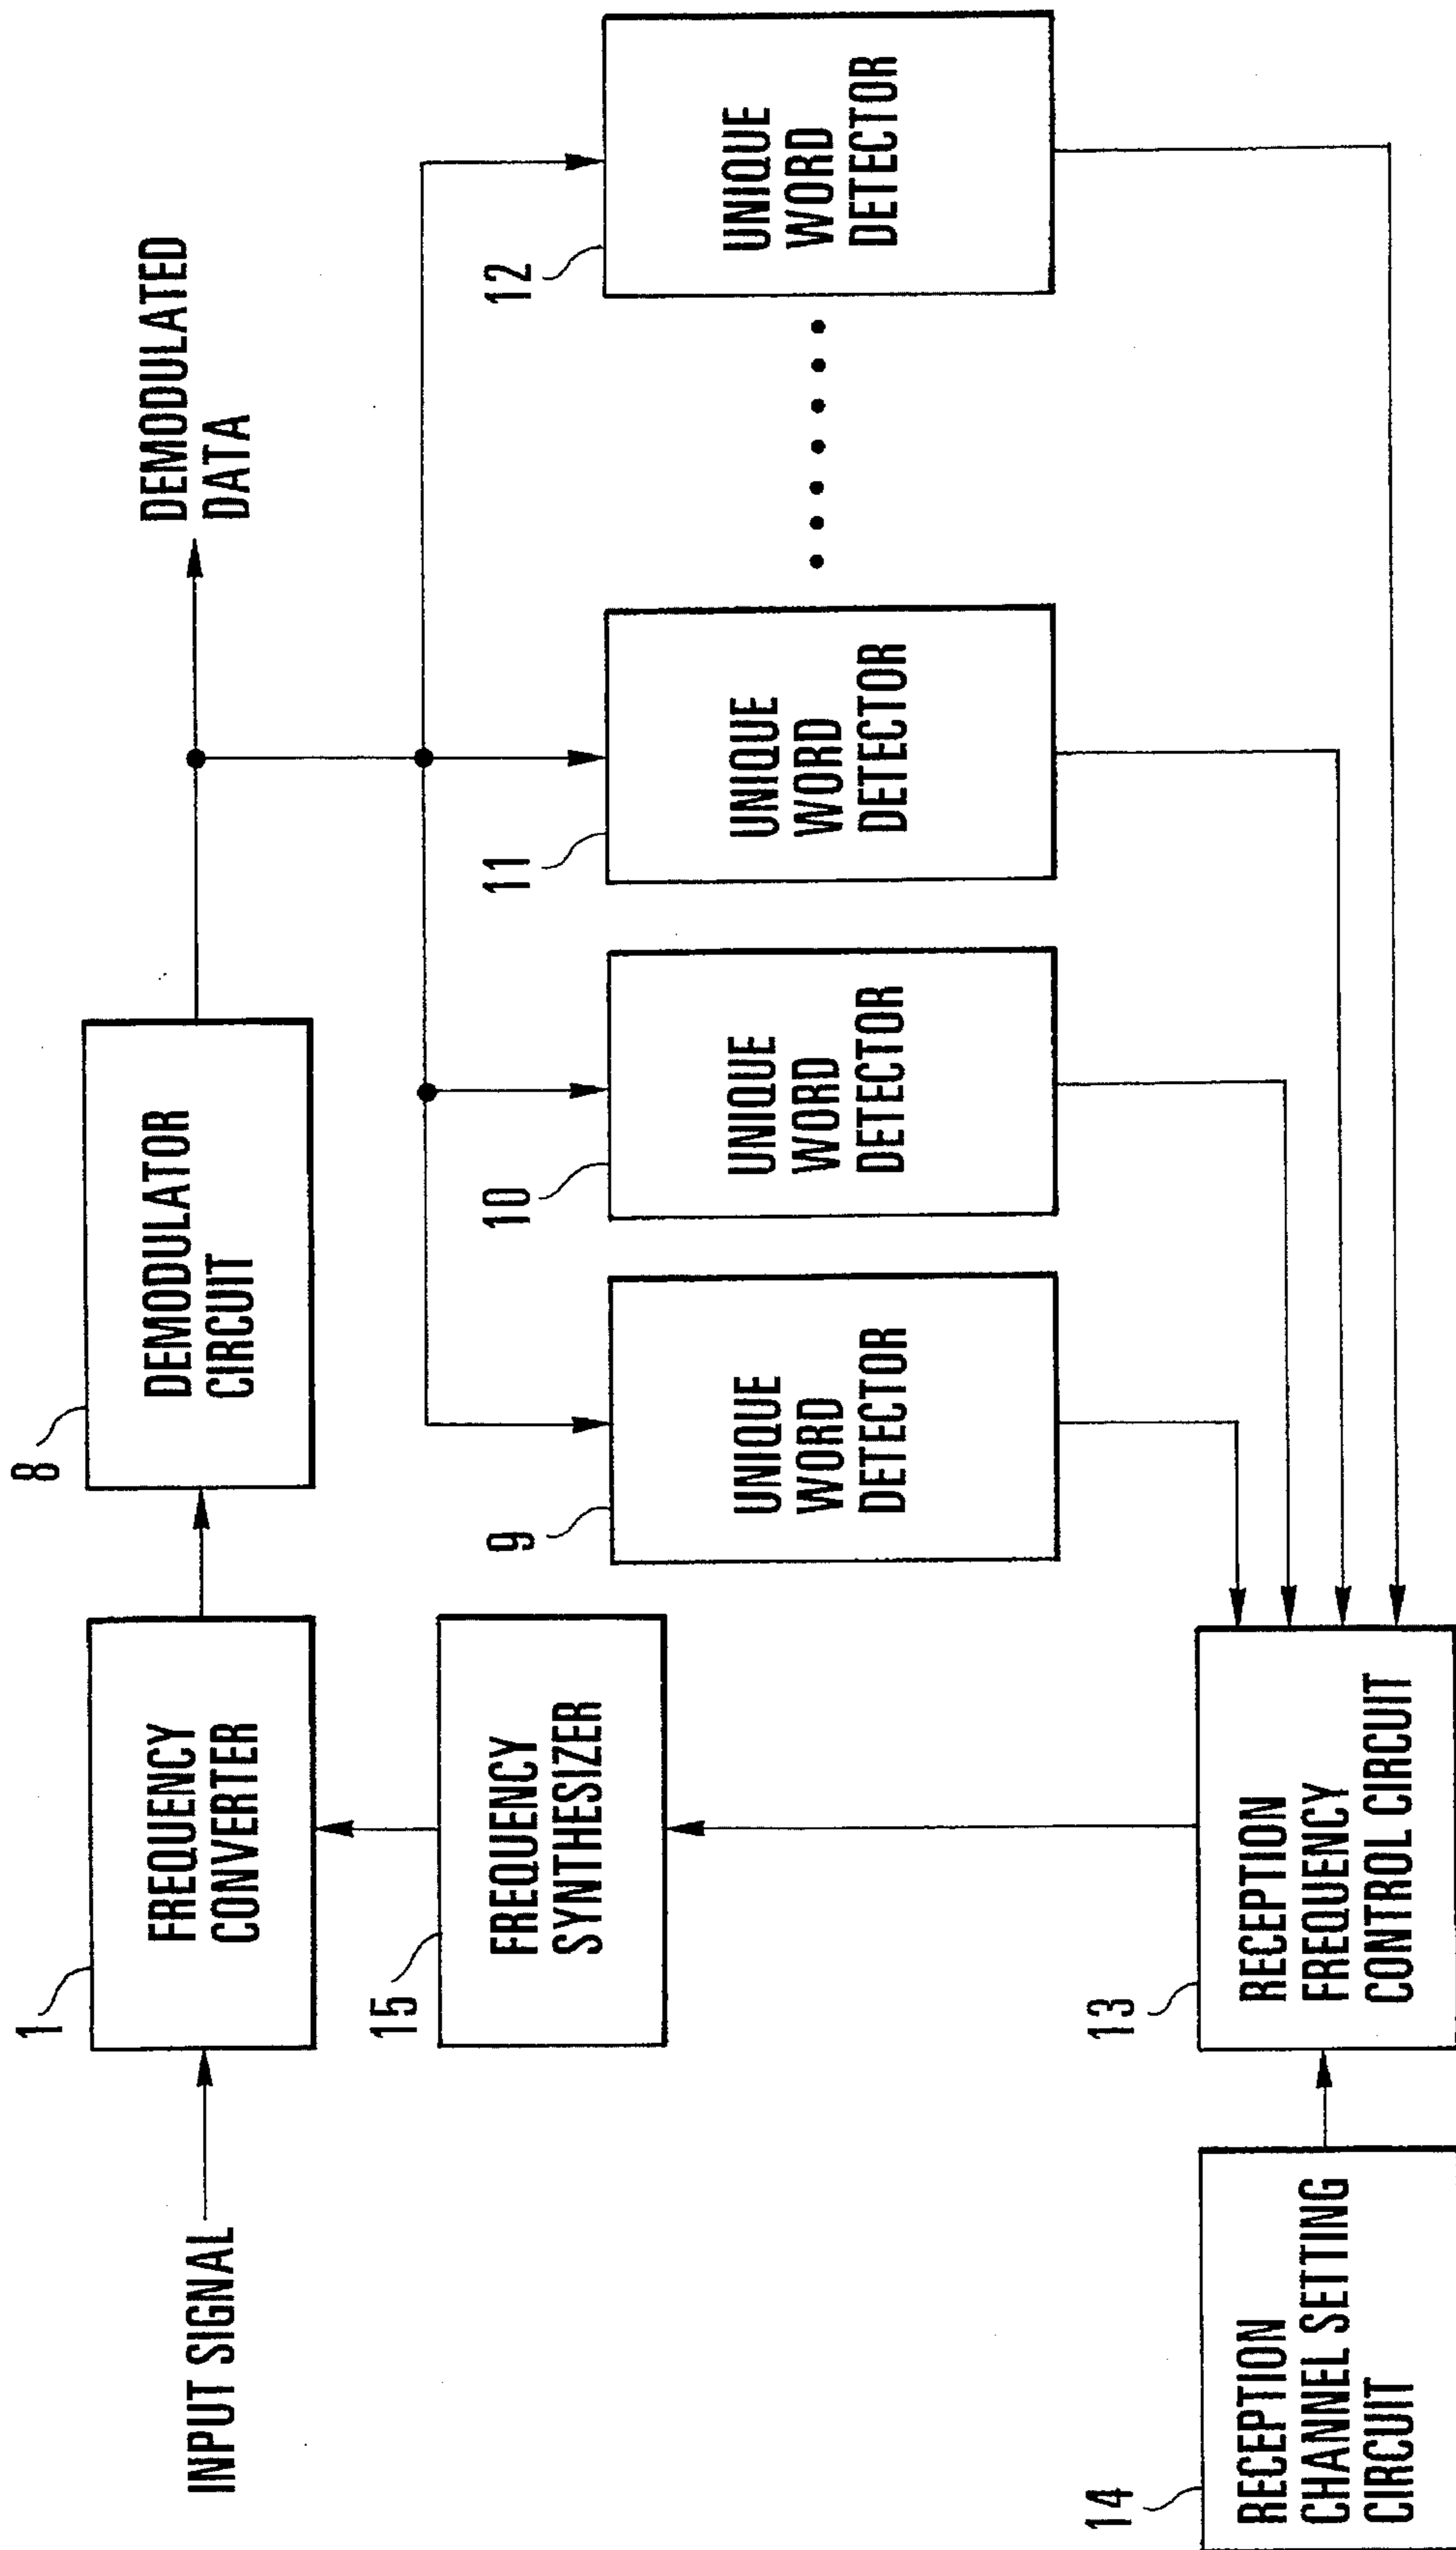 INPUT SIGNAL
1
FREQUENCY
CONVERTER
8
DEMODULATOR
CIRCUIT
DEMODULATED
DATA
15
FREQUENCY
SYNTHESIZER
9
UNIQUE
WORD
DETECTOR
10
UNIQUE
WORD
DETECTOR
11
UNIQUE
WORD
DETECTOR
12
UNIQUE
WORD
DETECTOR
14
RECEPTION
CHANNEL SETTING
CIRCUIT
13
RECEPTION
FREQUENCY
CONTROL CIRCUIT